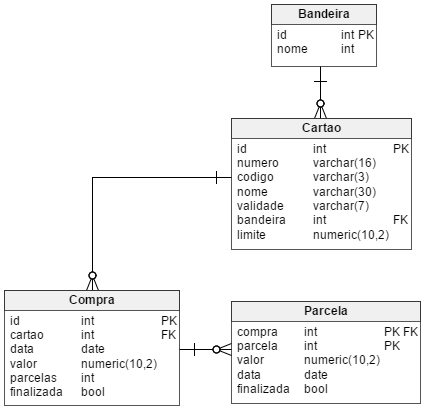 Bandeira
id int PK
nome int
Cartao
id int PK
numero varchar(16)
codigo varchar(3)
nome varchar(30)
validade varchar(7)
bandeira int FK
limite numeric(10,2)
Compra
id int PK
cartao int FK
data date
valor numeric(10,2)
parcelas int
finalizada bool
Parcela
compra int PK FK
parcela int PK
valor numeric(10,2)
data date
finalizada bool